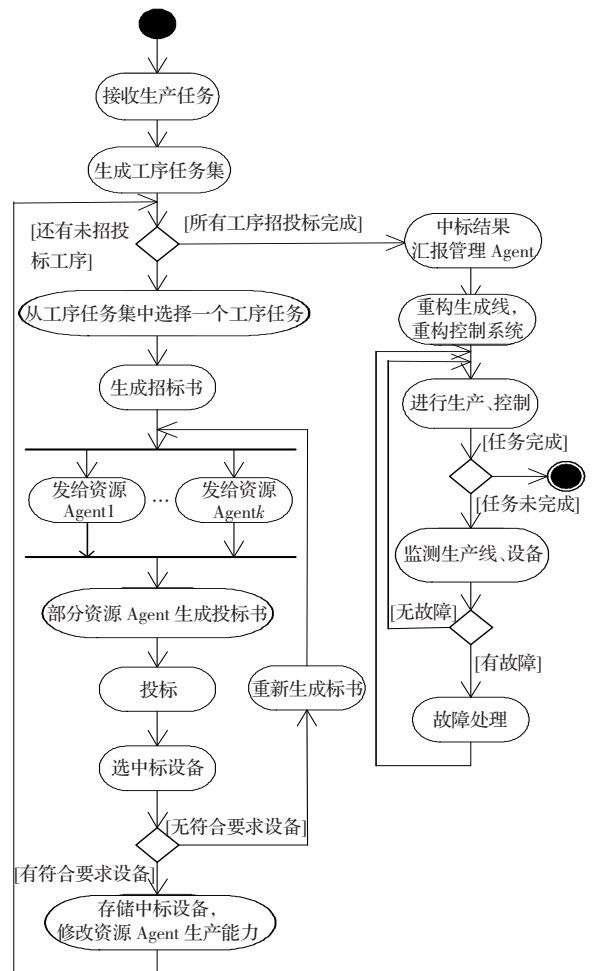 接收生产任务
生成工序任务集
[还有未招投
标工序]
[所有工序招投标完成]
中标结果
汇报管理 Agent
从工序任务集中选择一个工序任务
重构生成线,
重构控制系统
生成招标书
进行生产、控制
[任务完成]
发给资源
Agent1
…
发给资源
Agentk
[任务未完成]
监测生产线、设备
部分资源 Agent 生成投标书
[无故障]
[有故障]
投标
重新生成标书
故障处理
选中标设备
[无符合要求设备]
[有符合要求设备]
存储中标设备,
修改资源 Agent 生产能力